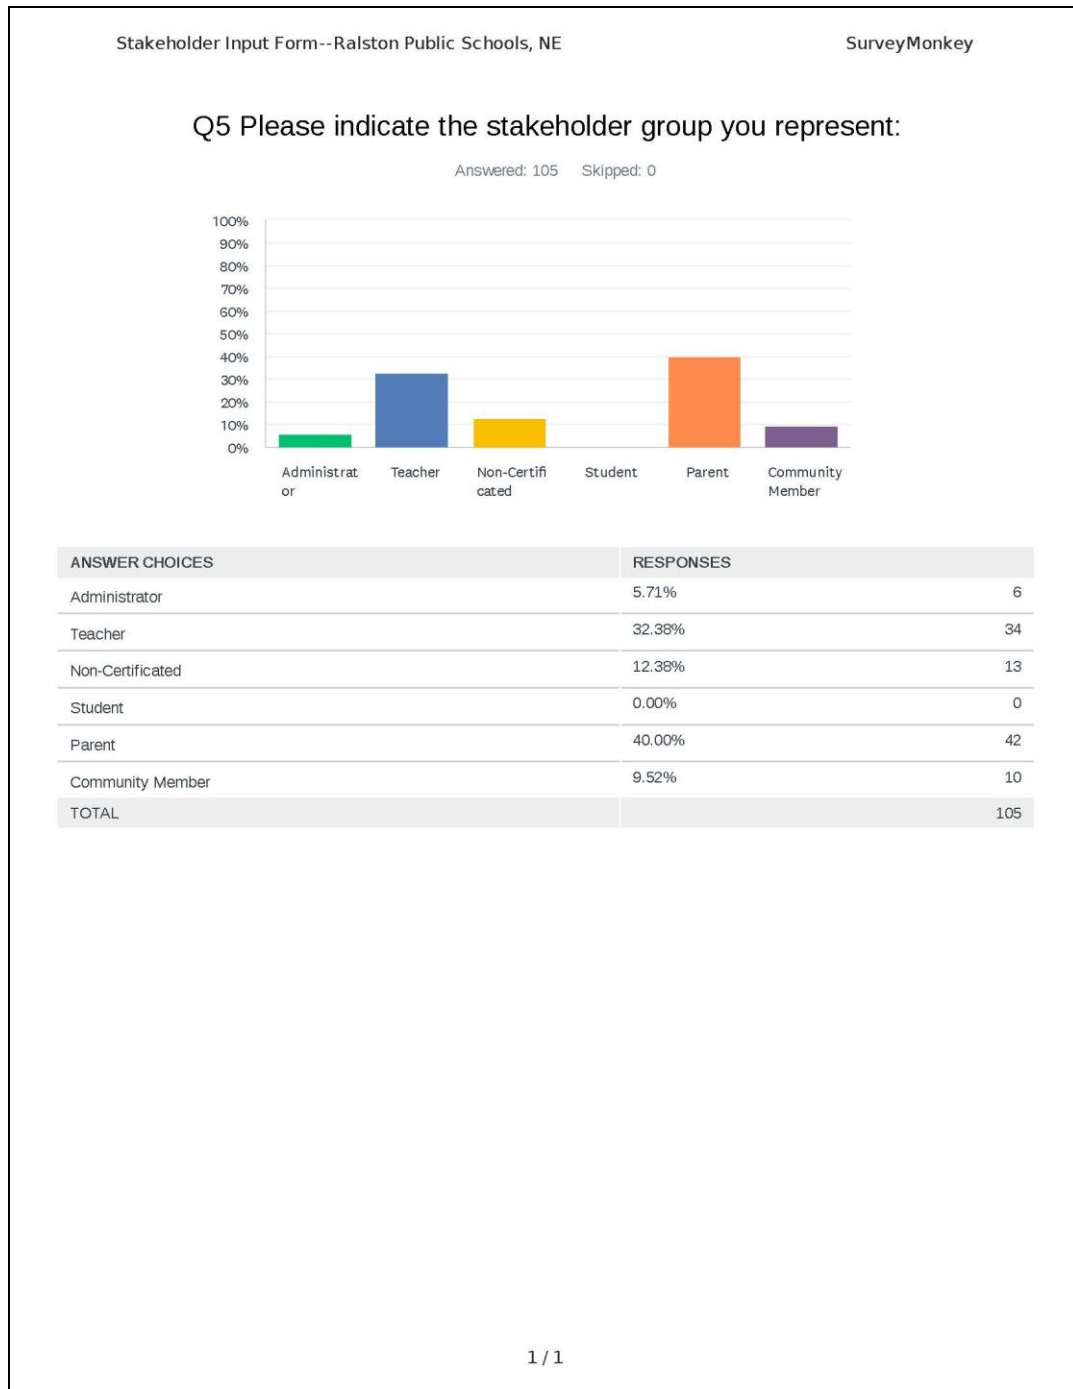 Stakeholder Input Form--Ralston Public Schools, NE SurveyMonkey
Q5 Please indicate the stakeholder group you represent:
Answered: 105 Skipped: 0
100%
90%
80%
70%
60%
50%
40%
30%
20%
10%
0%
Administrat Teacher Non-Certifi Student Parent Community
or cated Member
ANSWER CHOICES RESPONSES
Administrator 5.71% 6
Teacher 32.38% 34
Non-Certificated 12.38% 13
Student 0.00% 0
Parent 40.00% 42
Community Member 9.52% 10
TOTAL 105
1 / 1